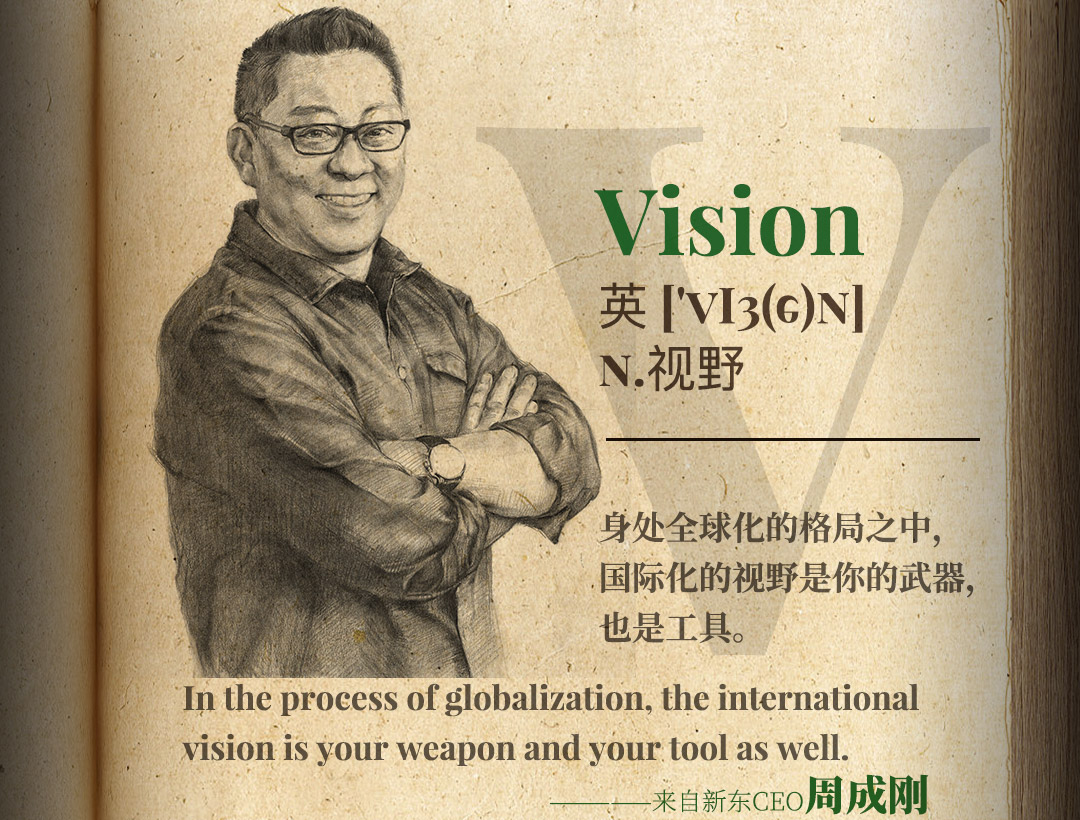 Vision
英 ['VI3(ɕ)N]
N.视野
身处全球化的格局之中,
国际化的视野是你的武器,
也是工具。
In the process of globalization, the international
vision is your weapon and your tool as well.
————来自新东CEO周成刚